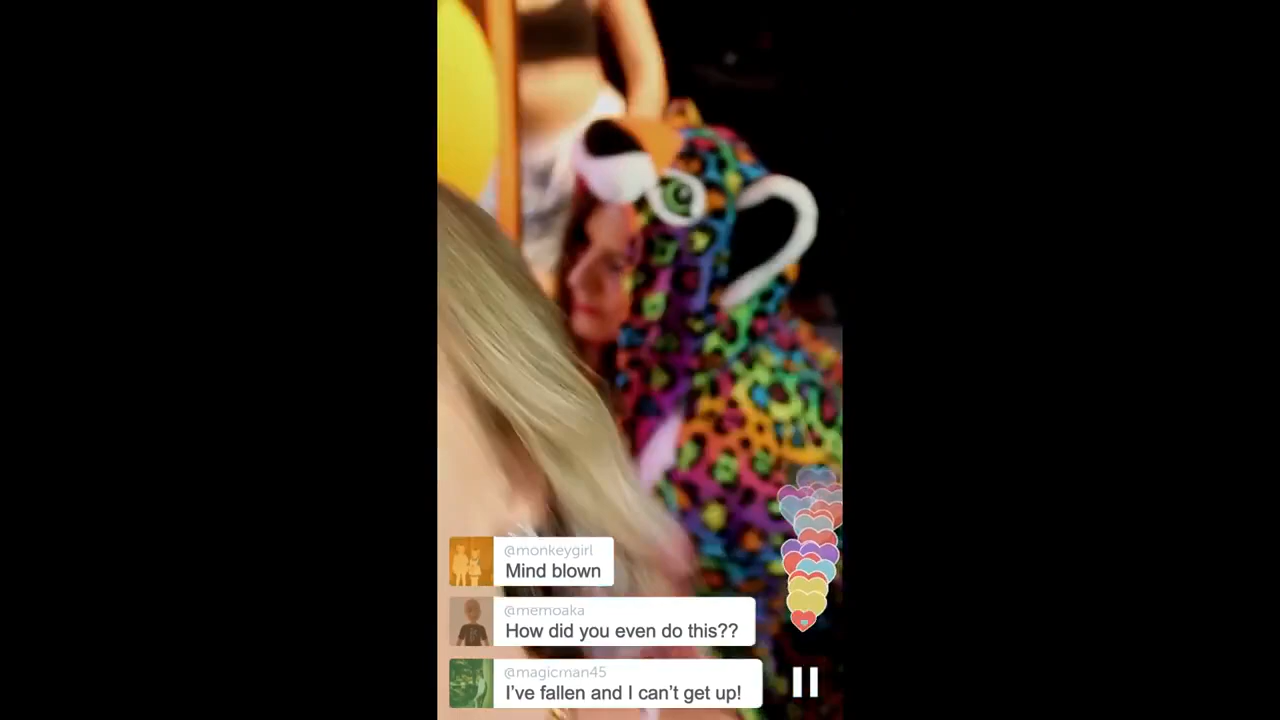 @monkeygirl
Mind blown
@memoaka
How did you even do this??
@magicman45
I’ve fallen and I can’t get up!